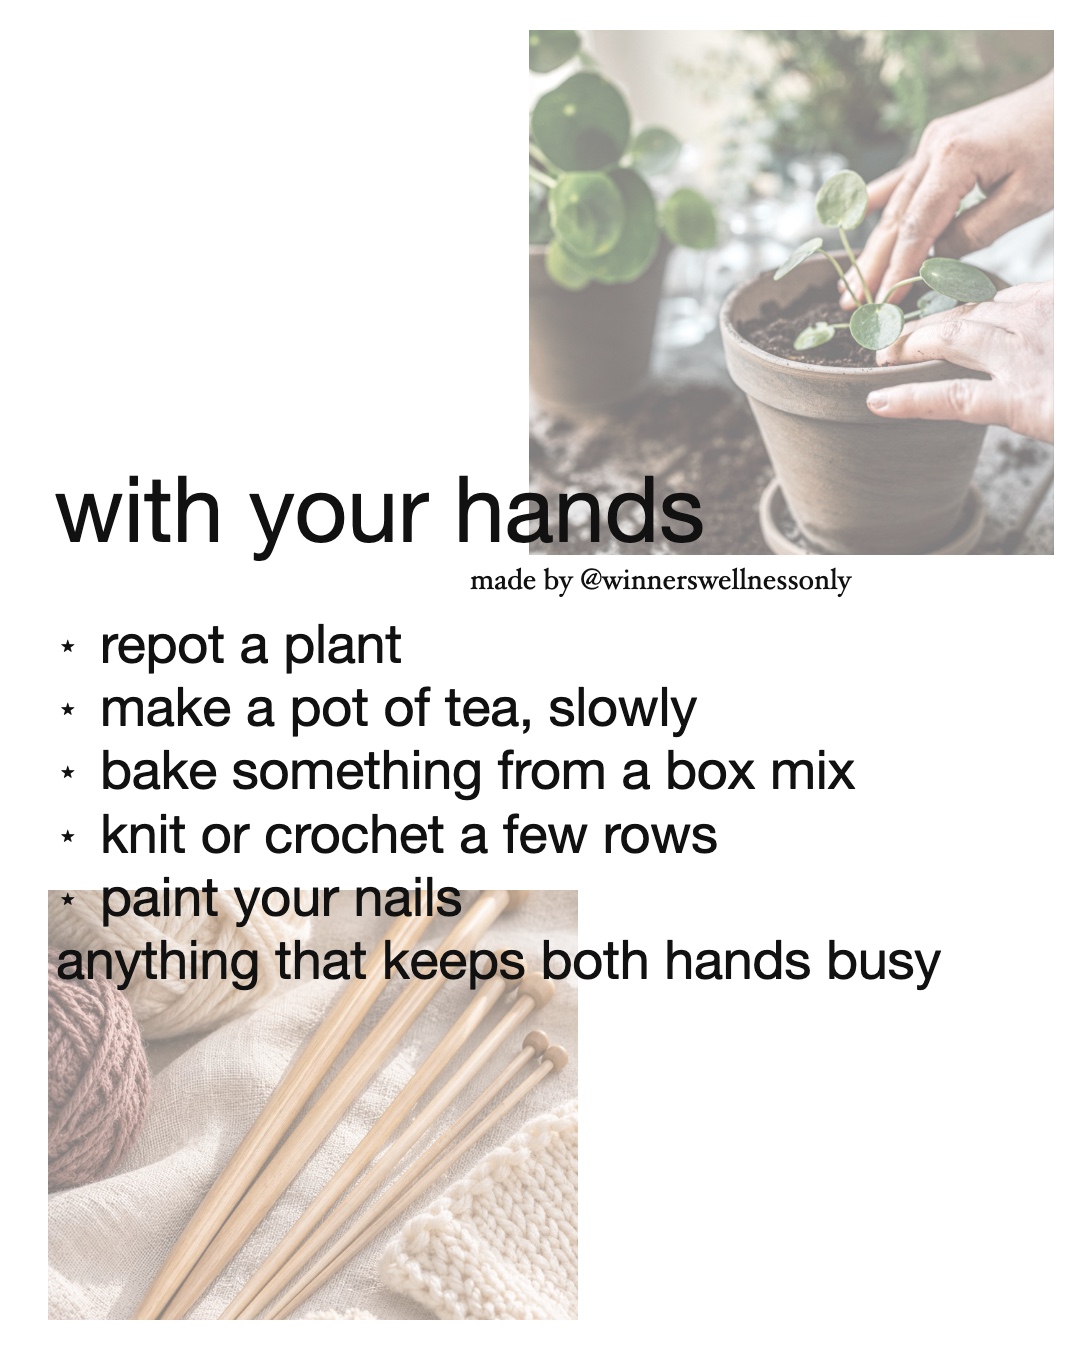 with your hands
made by @winnerswellnessonly
★ repot a plant
★ make a pot of tea, slowly
★ bake something from a box mix
★ knit or crochet a few rows
★ paint your nails
anything that keeps both hands busy